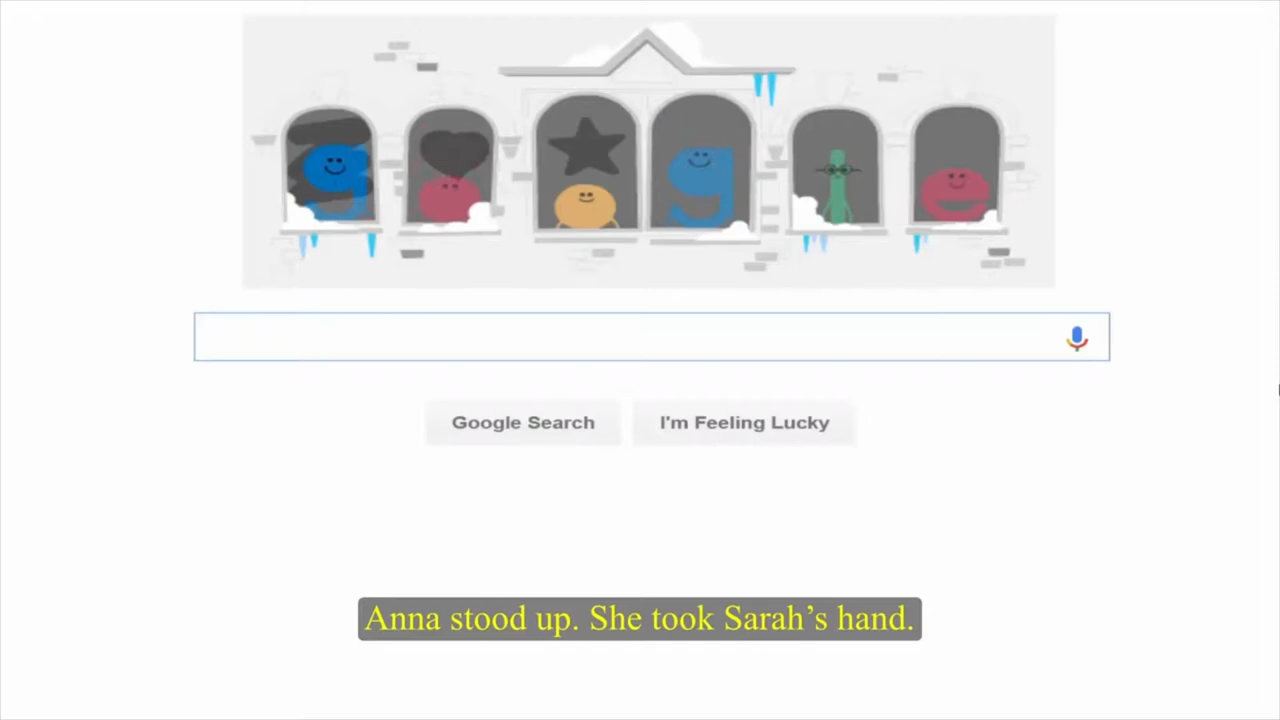 Google Search
I'm Feeling Lucky
Anna stood up. She took Sarah’s hand.